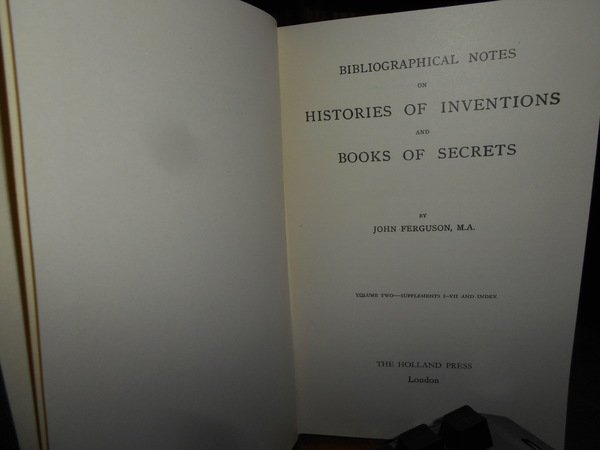 BIBLIOGRAPHICAL NOTES
ON
HISTORIES OF INVENTIONS
AND
BOOKS OF SECRETS
BY
JOHN FERGUSON, M.A.
VOLUME TWO—SUPPLEMENTS I–VII AND INDEX
THE HOLLAND PRESS
London